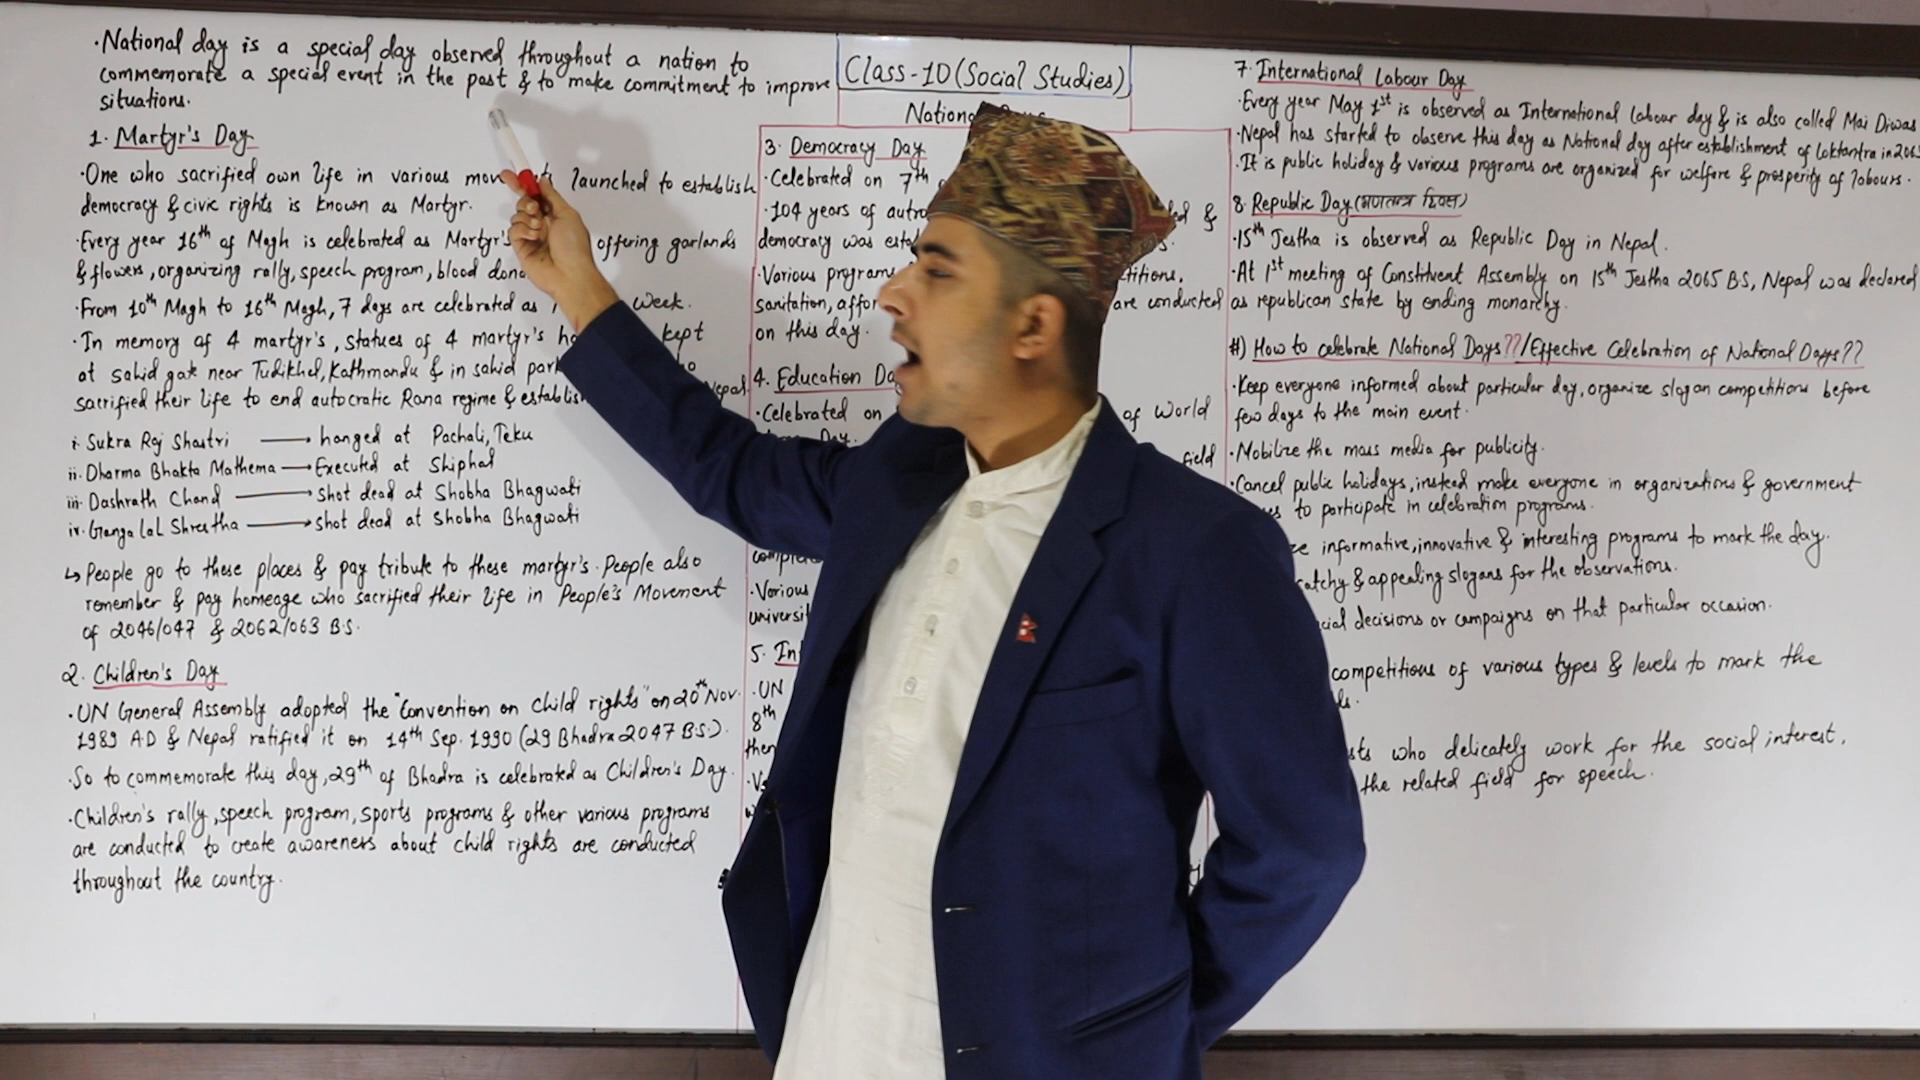 ·National day is a special day observed throughout a nation to
commemorate a special event in the past & to make commitment to improve
situations.
1. Martyr's Day
·One who sacrified own life in various launched to establish
democracy & civic rights is known as Martyr.
·Every year 16th of Magh is celebrated as Martyr's offering garlands
& flowers, organizing rally, speech program, blood
·From 10th Magh to 16th Magh, 7 days are celebrated as week.
·In memory of 4 martyr's, statues of 4 martyr's kept
at sahid gate near Tudikhel, Kathmandu & in sahid
sacrified their life to end autocratic Rana regime & Nepal.
i. Sukra Raj Shastri → hanged at Pachali, Teku
ii. Dharma Bhakta Mathema → Executed at Shiphal
iii. Dashrath Chand → shot dead at Shobha Bhagwati
iv. Ganga lal Shrestha → shot dead at Shobha Bhagwati
↳ People go to these places & pay tribute to these martyr's. People also
remember & pay homeage who sacrified their life in People's Movement
of 2046/047 & 2062/063 B.S.
2. Children's Day
·UN General Assembly adopted the "Convention on child rights" on 20th Nov.
1989 A.D & Nepal ratified it on 14th Sep. 1990 (29 Bhadra 2047 B.S.).
·So to commemorate this day, 29th of Bhadra is celebrated as Children's Day.
·Children's rally, speech program, sports programs & other various programs
are conducted to create awareness about child rights are conducted
throughout the country.
Class-10 (Social Studies)
National
3. Democracy Day
·Celebrated on 7th
·104 years of &
democracy was
·Various programs
sanitation, are conducted
on this day.
4. Education
·Celebrated on of World
Day.
field
·Various
5.
·UN
8th
7. International Labour Day
·Every year May 1st is observed as International labour day & is also called Mai Diwas
·Nepal has started to observe this day as National day after establishment of loktantra in
·It is public holiday & various programs are organized for welfare & prosperity of labours.
8. Republic Day (गणतन्त्र दिवस)
·15th Jestha is observed as Republic Day in Nepal.
·At 1st meeting of Constituent Assembly on 15th Jestha 2065 B.S, Nepal was declared
as republican state by ending monarchy.
#) How to celebrate National Days??/Effective Celebration of National Days??
·Keep everyone informed about particular day, organize slogan competitions before
few days to the main event.
·Mobilize the mass media for publicity.
·Cancel public holidays, instead make everyone in organizations & government
to participate in celebration programs.
informative, innovative & interesting programs to mark the day.
& appealing slogans for the observations.
decisions or campaigns on that particular occasion.
competitions of various types & levels to mark the
who delicately work for the social interest,
the related field for speech.